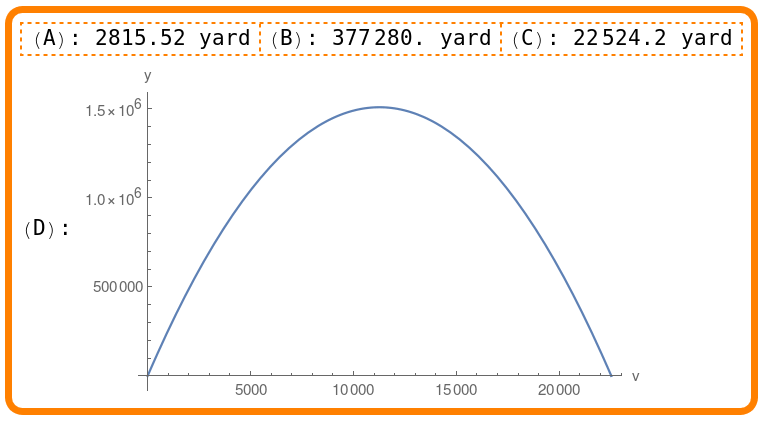 (A): 2815.52 yard (B): 377280. yard (C): 22524.2 yard
y
1.5×10^6
1.0×10^6
(D):
500000
v
5000 10000 15000 20000